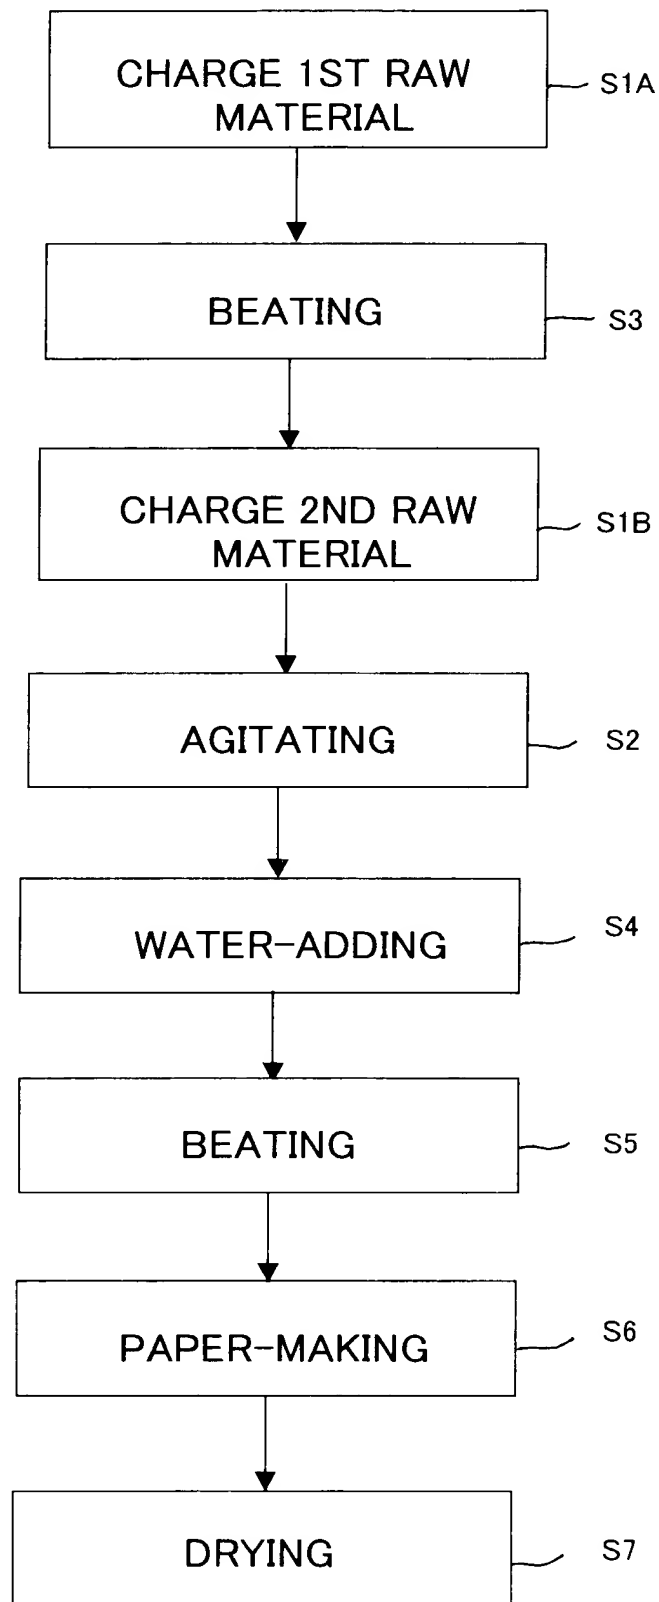 CHARGE 1ST RAW
MATERIAL
S1A
BEATING
S3
CHARGE 2ND RAW
MATERIAL
S1B
AGITATING
S2
WATER-ADDING
S4
BEATING
S5
PAPER-MAKING
S6
DRYING
S7